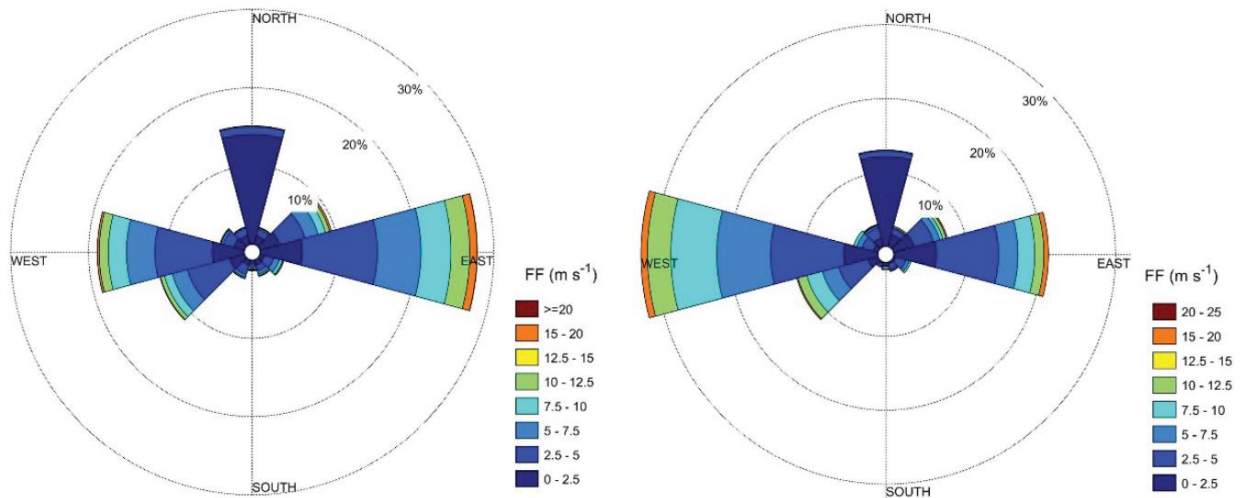 NORTH
30%
20%
10%
WEST
EAST
SOUTH
FF (m s⁻¹)
>=20
15 - 20
12.5 - 15
10 - 12.5
7.5 - 10
5 - 7.5
2.5 - 5
0 - 2.5
NORTH
30%
20%
10%
WEST
EAST
SOUTH
FF (m s⁻¹)
20 - 25
15 - 20
12.5 - 15
10 - 12.5
7.5 - 10
5 - 7.5
2.5 - 5
0 - 2.5